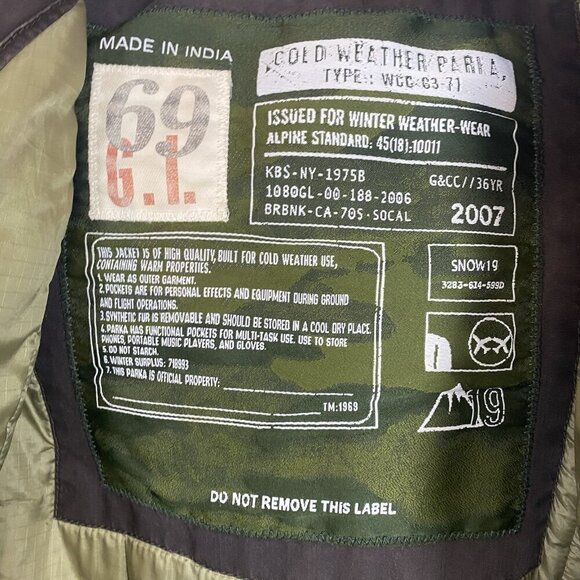 MADE IN INDIA
69
G.I.
COLD WEATHER PARKA,
TYPE: WCC-G3-71
ISSUED FOR WINTER WEATHER-WEAR
ALPINE STANDARD: 45(18):10011
KBS-NY-1975B
G&CC//36YR
1080GL-00-188-2006
BRBNK-CA-70S·SOCAL
2007
THIS JACKET IS OF HIGH QUALITY, BUILT FOR COLD WEATHER USE,
CONTAINING WARM PROPERTIES.
1. WEAR AS OUTER GARMENT.
2. POCKETS ARE FOR PERSONAL EFFECTS AND EQUIPMENT DURING GROUND
AND FLIGHT OPERATIONS.
3. SYNTHETIC FUR IS REMOVABLE AND SHOULD BE STORED IN A COOL DRY PLACE.
4. PARKA HAS FUNCTIONAL POCKETS FOR MULTI-TASK USE. USE TO STORE
PHONES, PORTABLE MUSIC PLAYERS, AND GLOVES.
5. DO NOT STARCH.
6. WINTER SURPLUS: 718993
7. THIS PARKA IS OFFICIAL PROPERTY:
TM:1969
SNOW19
3283-614-599D
19
DO NOT REMOVE THIS LABEL